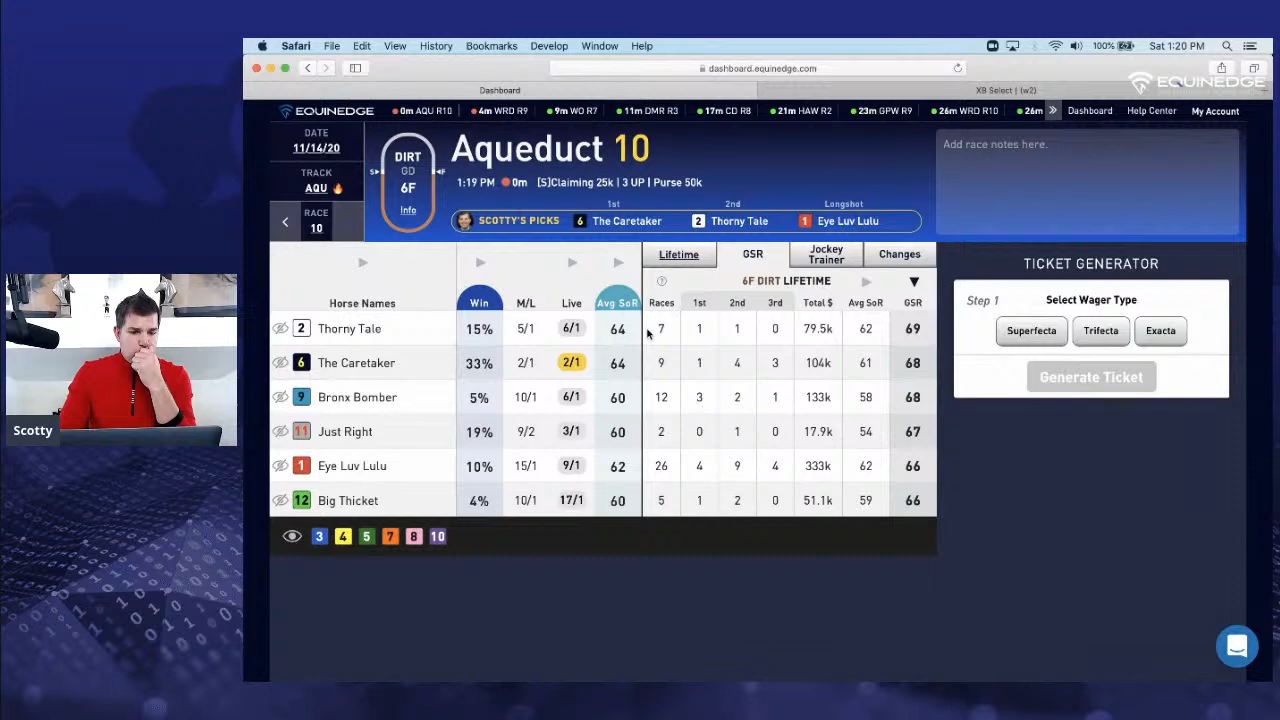 Safari File Edit View History Bookmarks Develop Window Help 100% Sat 1:20 PM
dashboard.equinedge.com
Dashboard XB Select | (w2)
EQUINEDGE
EQUINEDGE 0m AQU R10 4m WRD R9 9m WO R7 11m DMR R3 17m CD R8 21m HAW R2 23m GPW R9 26m WRD R10 26m » Dashboard Help Center My Account
DATE
11/14/20
TRACK
AQU
RACE
10
DIRT
GD
S F
6F
Info
Aqueduct 10
1:19 PM 0m [S]Claiming 25k | 3 UP | Purse 50k
1st 2nd Longshot
SCOTTY'S PICKS 6 The Caretaker 2 Thorny Tale 1 Eye Luv Lulu
Add race notes here.
Lifetime GSR Jockey Trainer Changes
6F DIRT LIFETIME
Horse Names Win M/L Live Avg SoR Races 1st 2nd 3rd Total $ Avg SoR GSR
2 Thorny Tale 15% 5/1 6/1 64 7 1 1 0 79.5k 62 69
6 The Caretaker 33% 2/1 2/1 64 9 1 4 3 104k 61 68
9 Bronx Bomber 5% 10/1 6/1 60 12 3 2 1 133k 58 68
11 Just Right 19% 9/2 3/1 60 2 0 1 0 17.9k 54 67
1 Eye Luv Lulu 10% 15/1 9/1 62 26 4 9 4 333k 62 66
12 Big Thicket 4% 10/1 17/1 60 5 1 2 0 51.1k 59 66
3 4 5 7 8 10
TICKET GENERATOR
Step 1 Select Wager Type
Superfecta Trifecta Exacta
Generate Ticket
Scotty